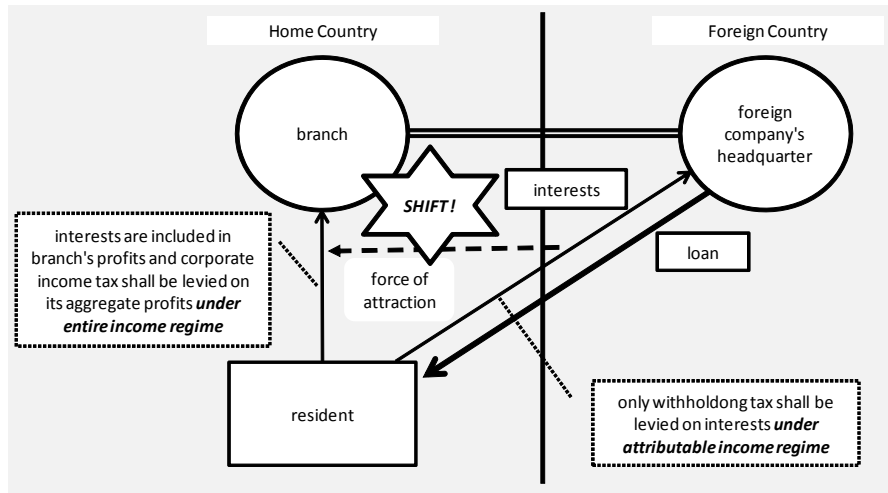 Home Country
Foreign Country
branch
foreign
company's
headquarter
SHIFT!
interests
interests are included in
branch's profits and corporate
income tax shall be levied on
its aggregate profits under
entire income regime
force of
attraction
loan
resident
only withholdong tax shall be
levied on interests under
attributable income regime